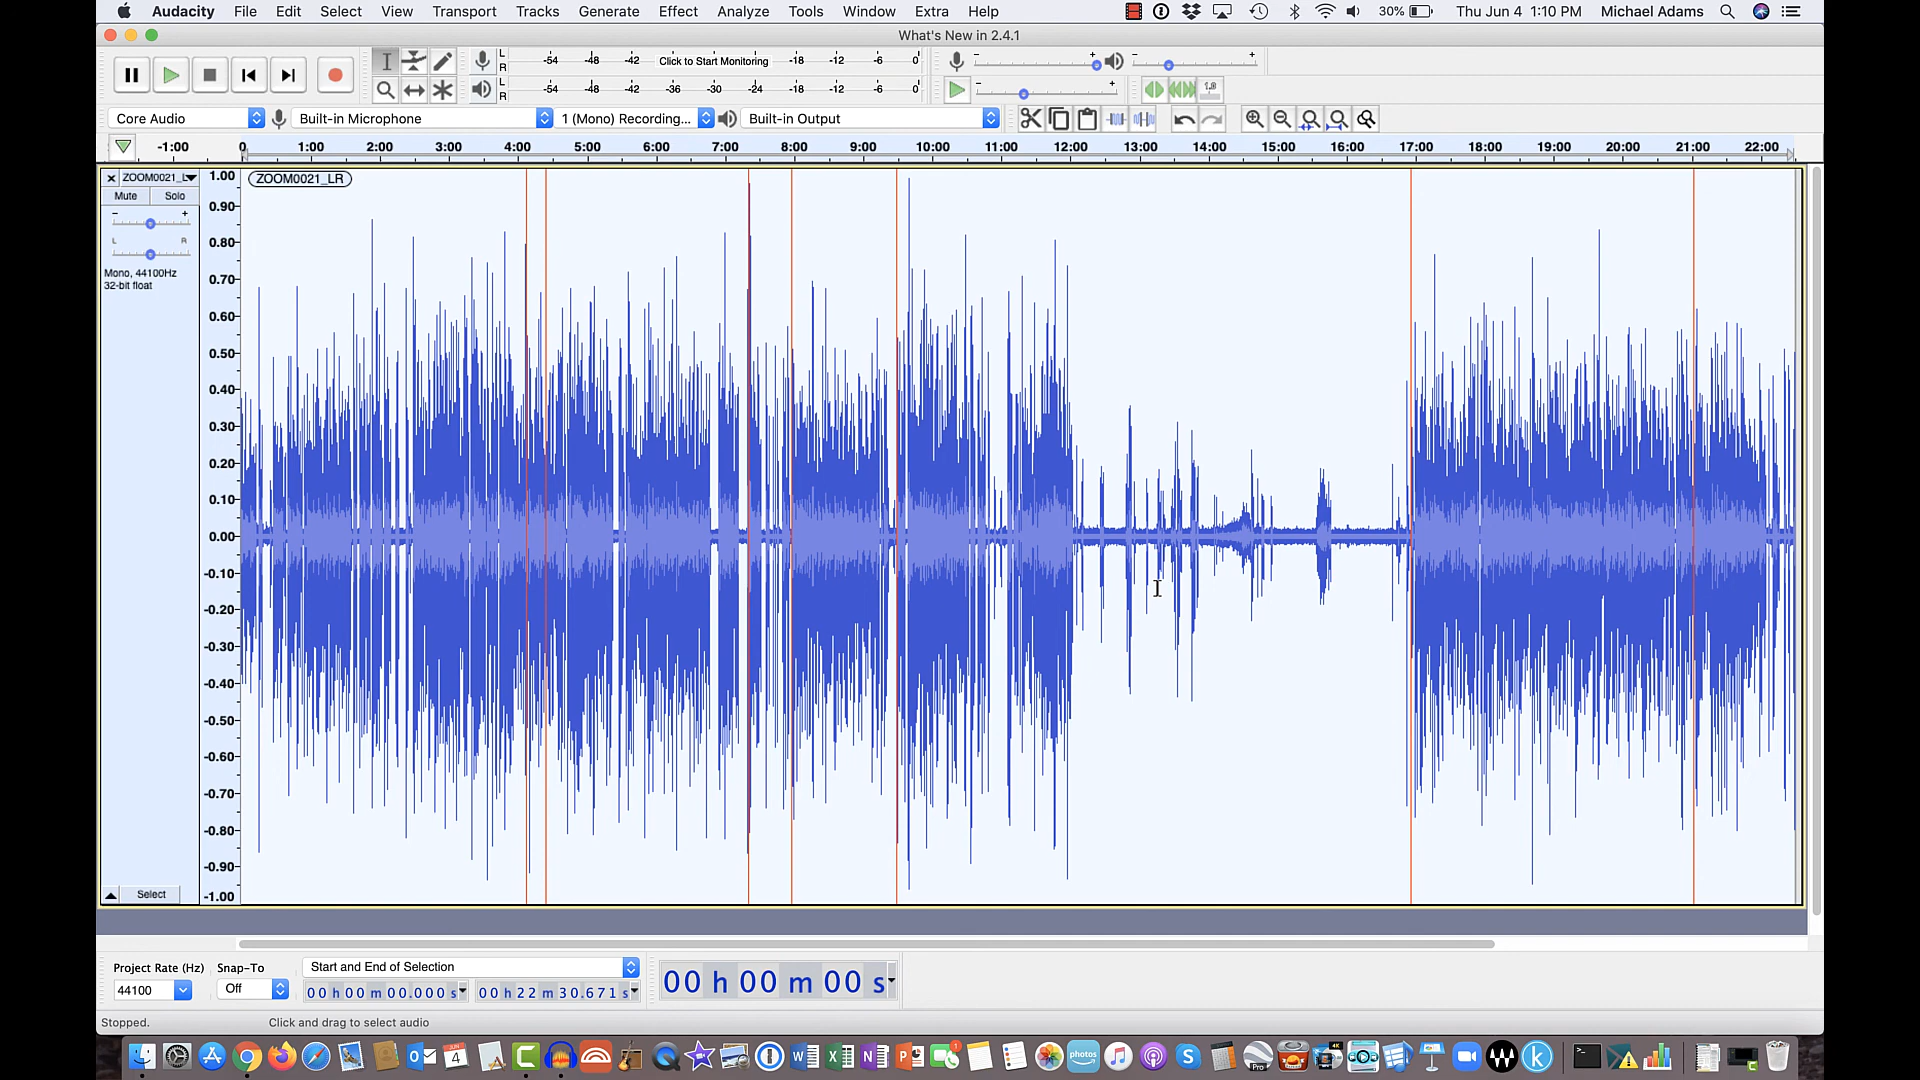 Audacity File Edit Select View Transport Tracks Generate Effect Analyze Tools Window Extra Help 30% Thu Jun 4 1:10 PM Michael Adams
What's New in 2.4.1
L -54 -48 -42 Click to Start Monitoring -18 -12 -6 0
R
L -54 -48 -42 -36 -30 -24 -18 -12 -6 0
R
Core Audio Built-in Microphone 1 (Mono) Recording... Built-in Output
-1:00 0 1:00 2:00 3:00 4:00 5:00 6:00 7:00 8:00 9:00 10:00 11:00 12:00 13:00 14:00 15:00 16:00 17:00 18:00 19:00 20:00 21:00 22:00
ZOOM0021_L 1.00 ZOOM0021_LR
Mute Solo
0.90
L R 0.80
Mono, 44100Hz
0.70
32-bit float
0.60
0.50
0.40
0.30
0.20
0.10
0.00
-0.10
-0.20
-0.30
-0.40
-0.50
-0.60
-0.70
-0.80
-0.90
Select -1.00
Project Rate (Hz) Snap-To Start and End of Selection
44100 Off 00 h 00 m 00.000 s 00 h 22 m 30.671 s 00 h 00 m 00 s
Stopped. Click and drag to select audio
JUN
4
photos
Pro
4K
1